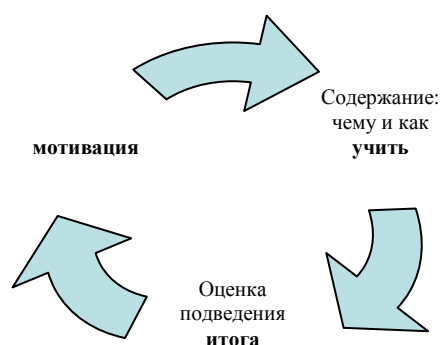 мотивация
Содержание:
чему и как
учить
Оценка
подведения
итога